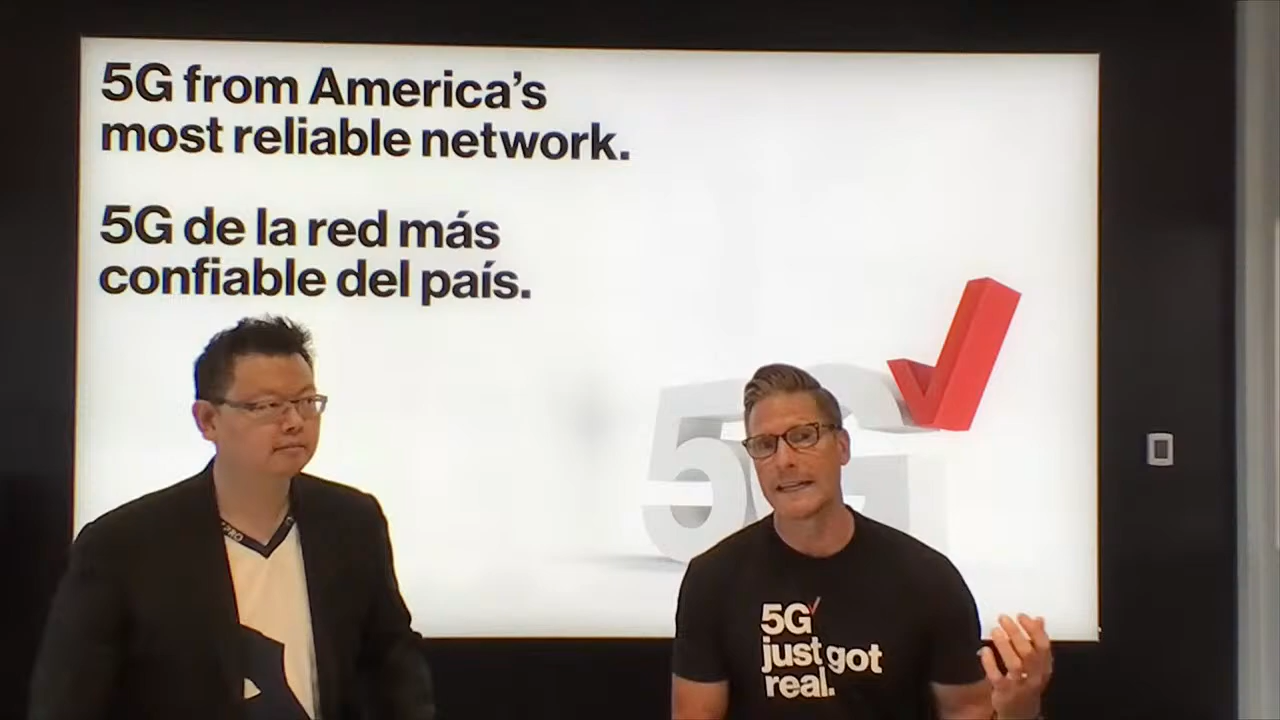 5G from America's
most reliable network.
5G de la red más
confiable del país.
5G
5G
just got
real.